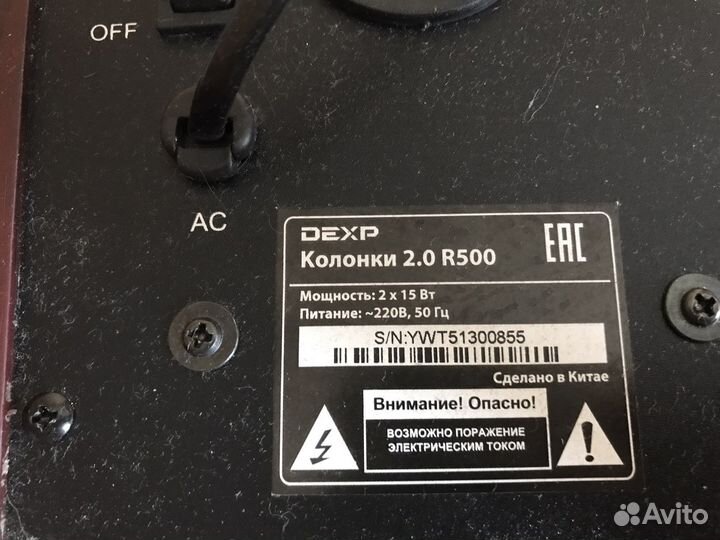 OFF
AC
DEXP
EAC
Колонки 2.0 R500
Мощность: 2 x 15 Вт
Питание: ~220В, 50 Гц
S/N:YWT51300855
Сделано в Китае
Внимание! Опасно!
ВОЗМОЖНО ПОРАЖЕНИЕ
ЭЛЕКТРИЧЕСКИМ ТОКОМ
Avito